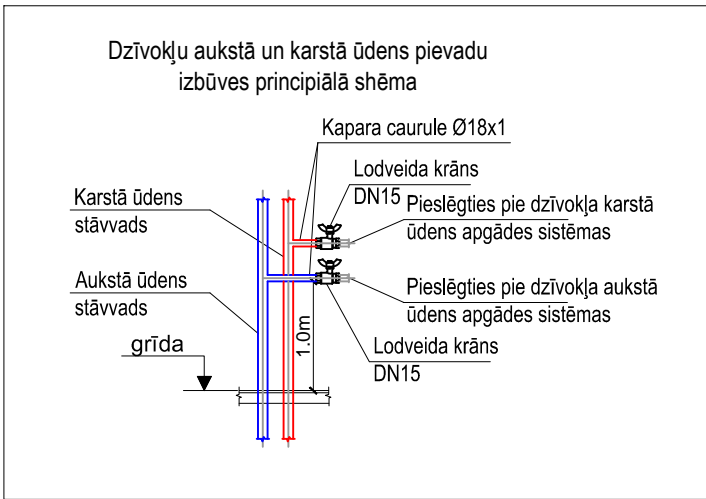 Dzīvokļu aukstā un karstā ūdens pievadu
izbūves principiālā shēma
Kapara caurule Ø18x1
Lodveida krāns
DN15
Karstā ūdens
stāvvads
Pieslēgties pie dzīvokļa karstā
ūdens apgādes sistēmas
Aukstā ūdens
stāvvads
Pieslēgties pie dzīvokļa aukstā
ūdens apgādes sistēmas
1.0m
grīda
Lodveida krāns
DN15